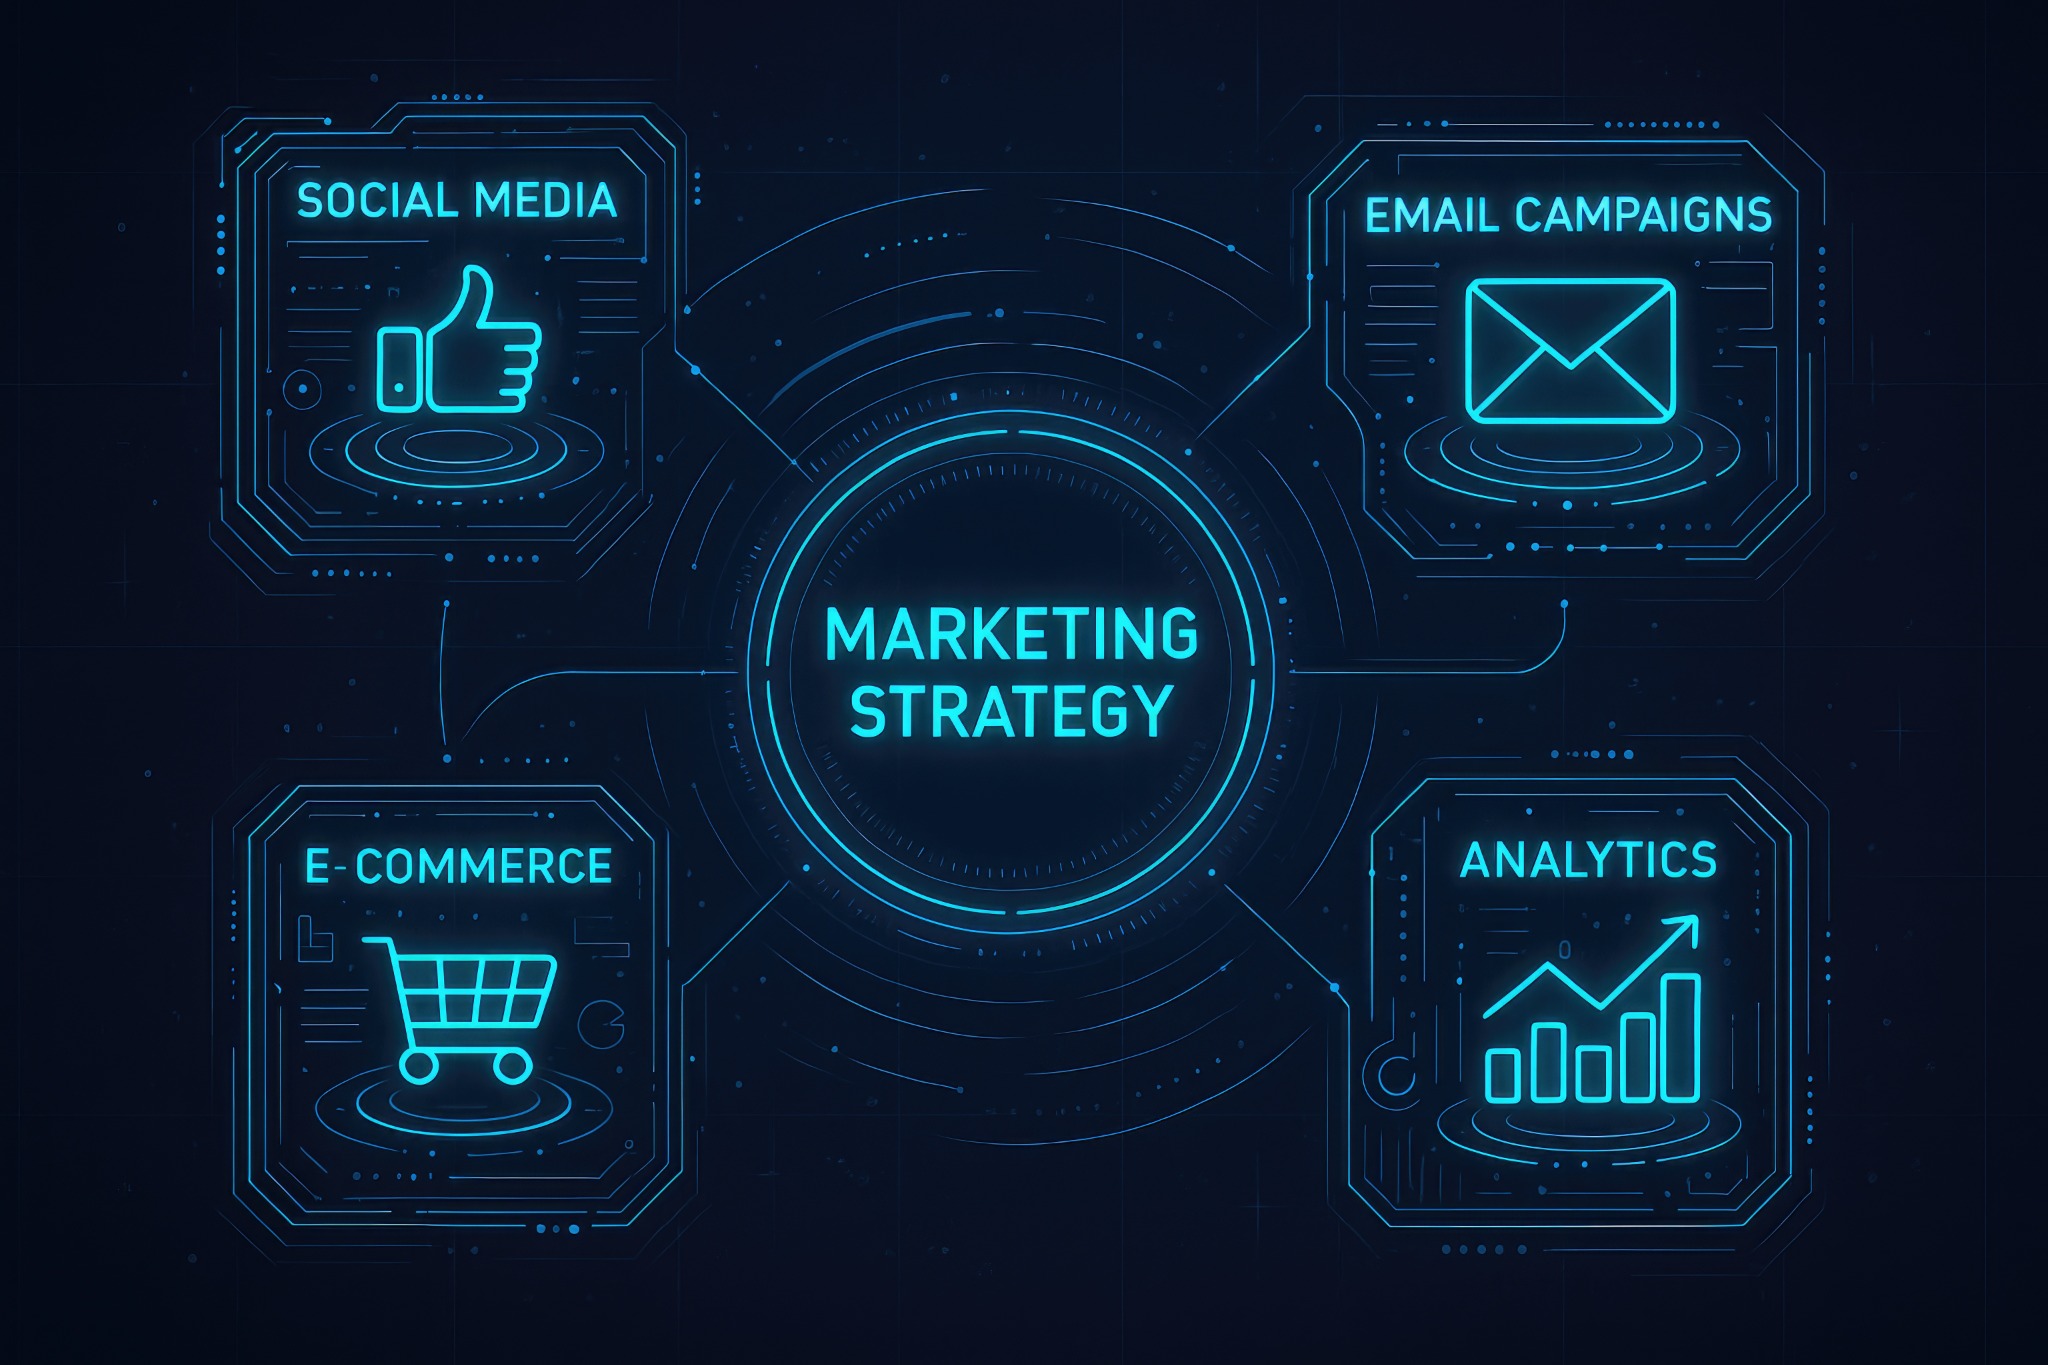 SOCIAL MEDIA
EMAIL CAMPAIGNS
MARKETING
STRATEGY
E-COMMERCE
ANALYTICS